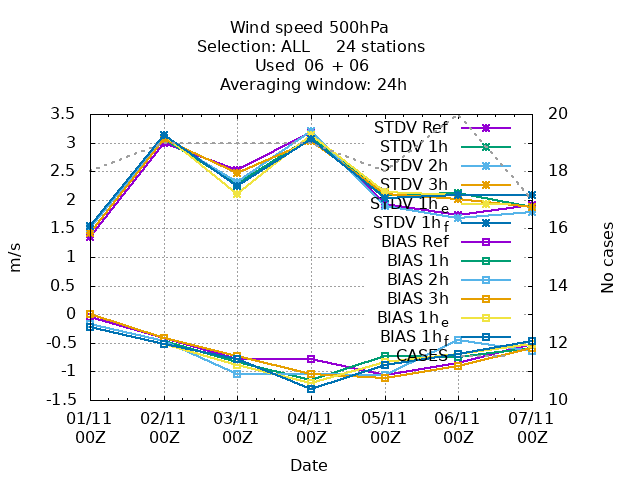 Wind speed 500hPa
Selection: ALL     24 stations
Used  06 + 06
Averaging window: 24h
3.5
3
2.5
2
1.5
1
0.5
0
-0.5
-1
-1.5
m/s
20
18
16
14
12
10
No cases
STDV Ref
STDV 1h
STDV 2h
STDV 3h
STDV 1h e
STDV 1h f
BIAS Ref
BIAS 1h
BIAS 2h
BIAS 3h
BIAS 1h e
BIAS 1h f
CASES
01/11 02/11 03/11 04/11 05/11 06/11 07/11
00Z 00Z 00Z 00Z 00Z 00Z 00Z
Date